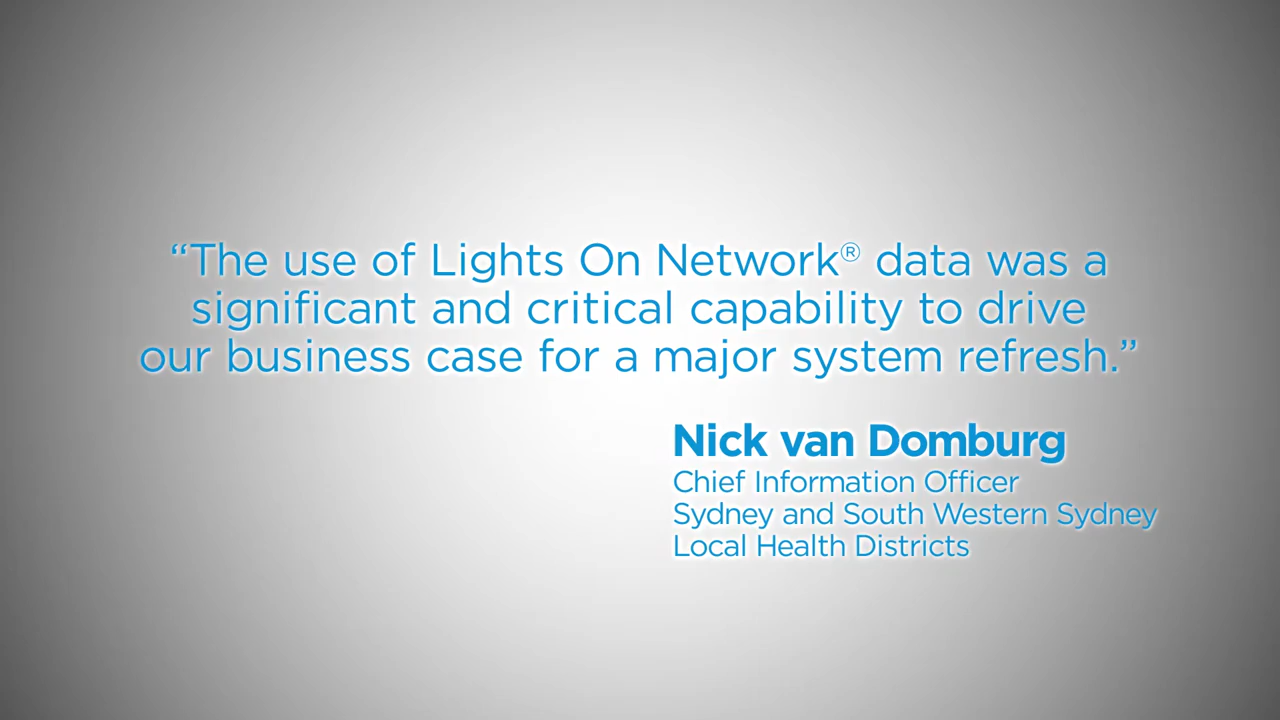 “The use of Lights On Network® data was a
significant and critical capability to drive
our business case for a major system refresh.”
Nick van Domburg
Chief Information Officer
Sydney and South Western Sydney
Local Health Districts